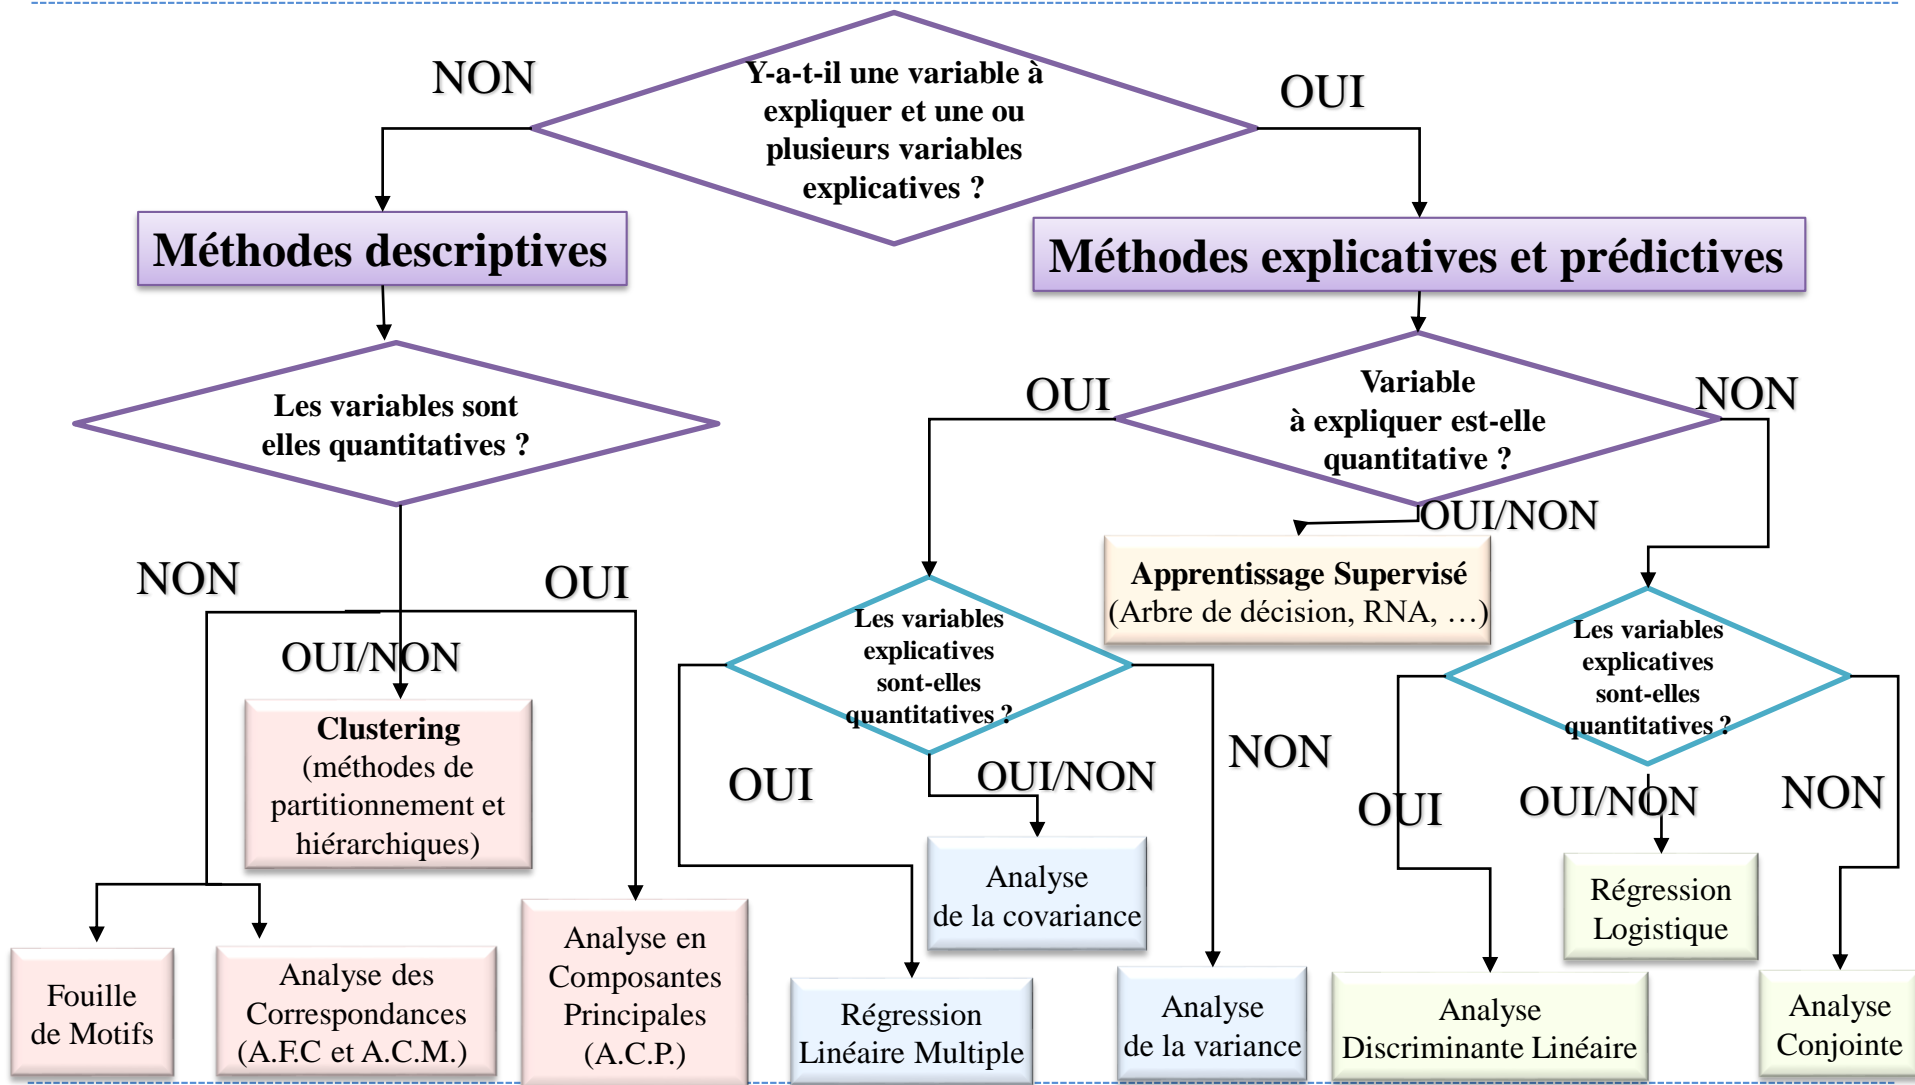 NON
Y-a-t-il une variable à
expliquer et une ou
plusieurs variables
explicatives ?
OUI
Méthodes descriptives
Méthodes explicatives et prédictives
Les variables sont
elles quantitatives ?
OUI
Variable
à expliquer est-elle
quantitative ?
NON
OUI/NON
Apprentissage Supervisé
(Arbre de décision, RNA, …)
NON
OUI
OUI/NON
Clustering
(méthodes de
partitionnement et
hiérarchiques)
Fouille
de Motifs
Analyse des
Correspondances
(A.F.C et A.C.M.)
Analyse en
Composantes
Principales
(A.C.P.)
Les variables
explicatives
sont-elles
quantitatives ?
OUI
OUI/NON
NON
Analyse
de la covariance
Régression
Linéaire Multiple
Analyse
de la variance
Les variables
explicatives
sont-elles
quantitatives ?
OUI
OUI/NON
NON
Régression
Logistique
Analyse
Discriminante Linéaire
Analyse
Conjointe